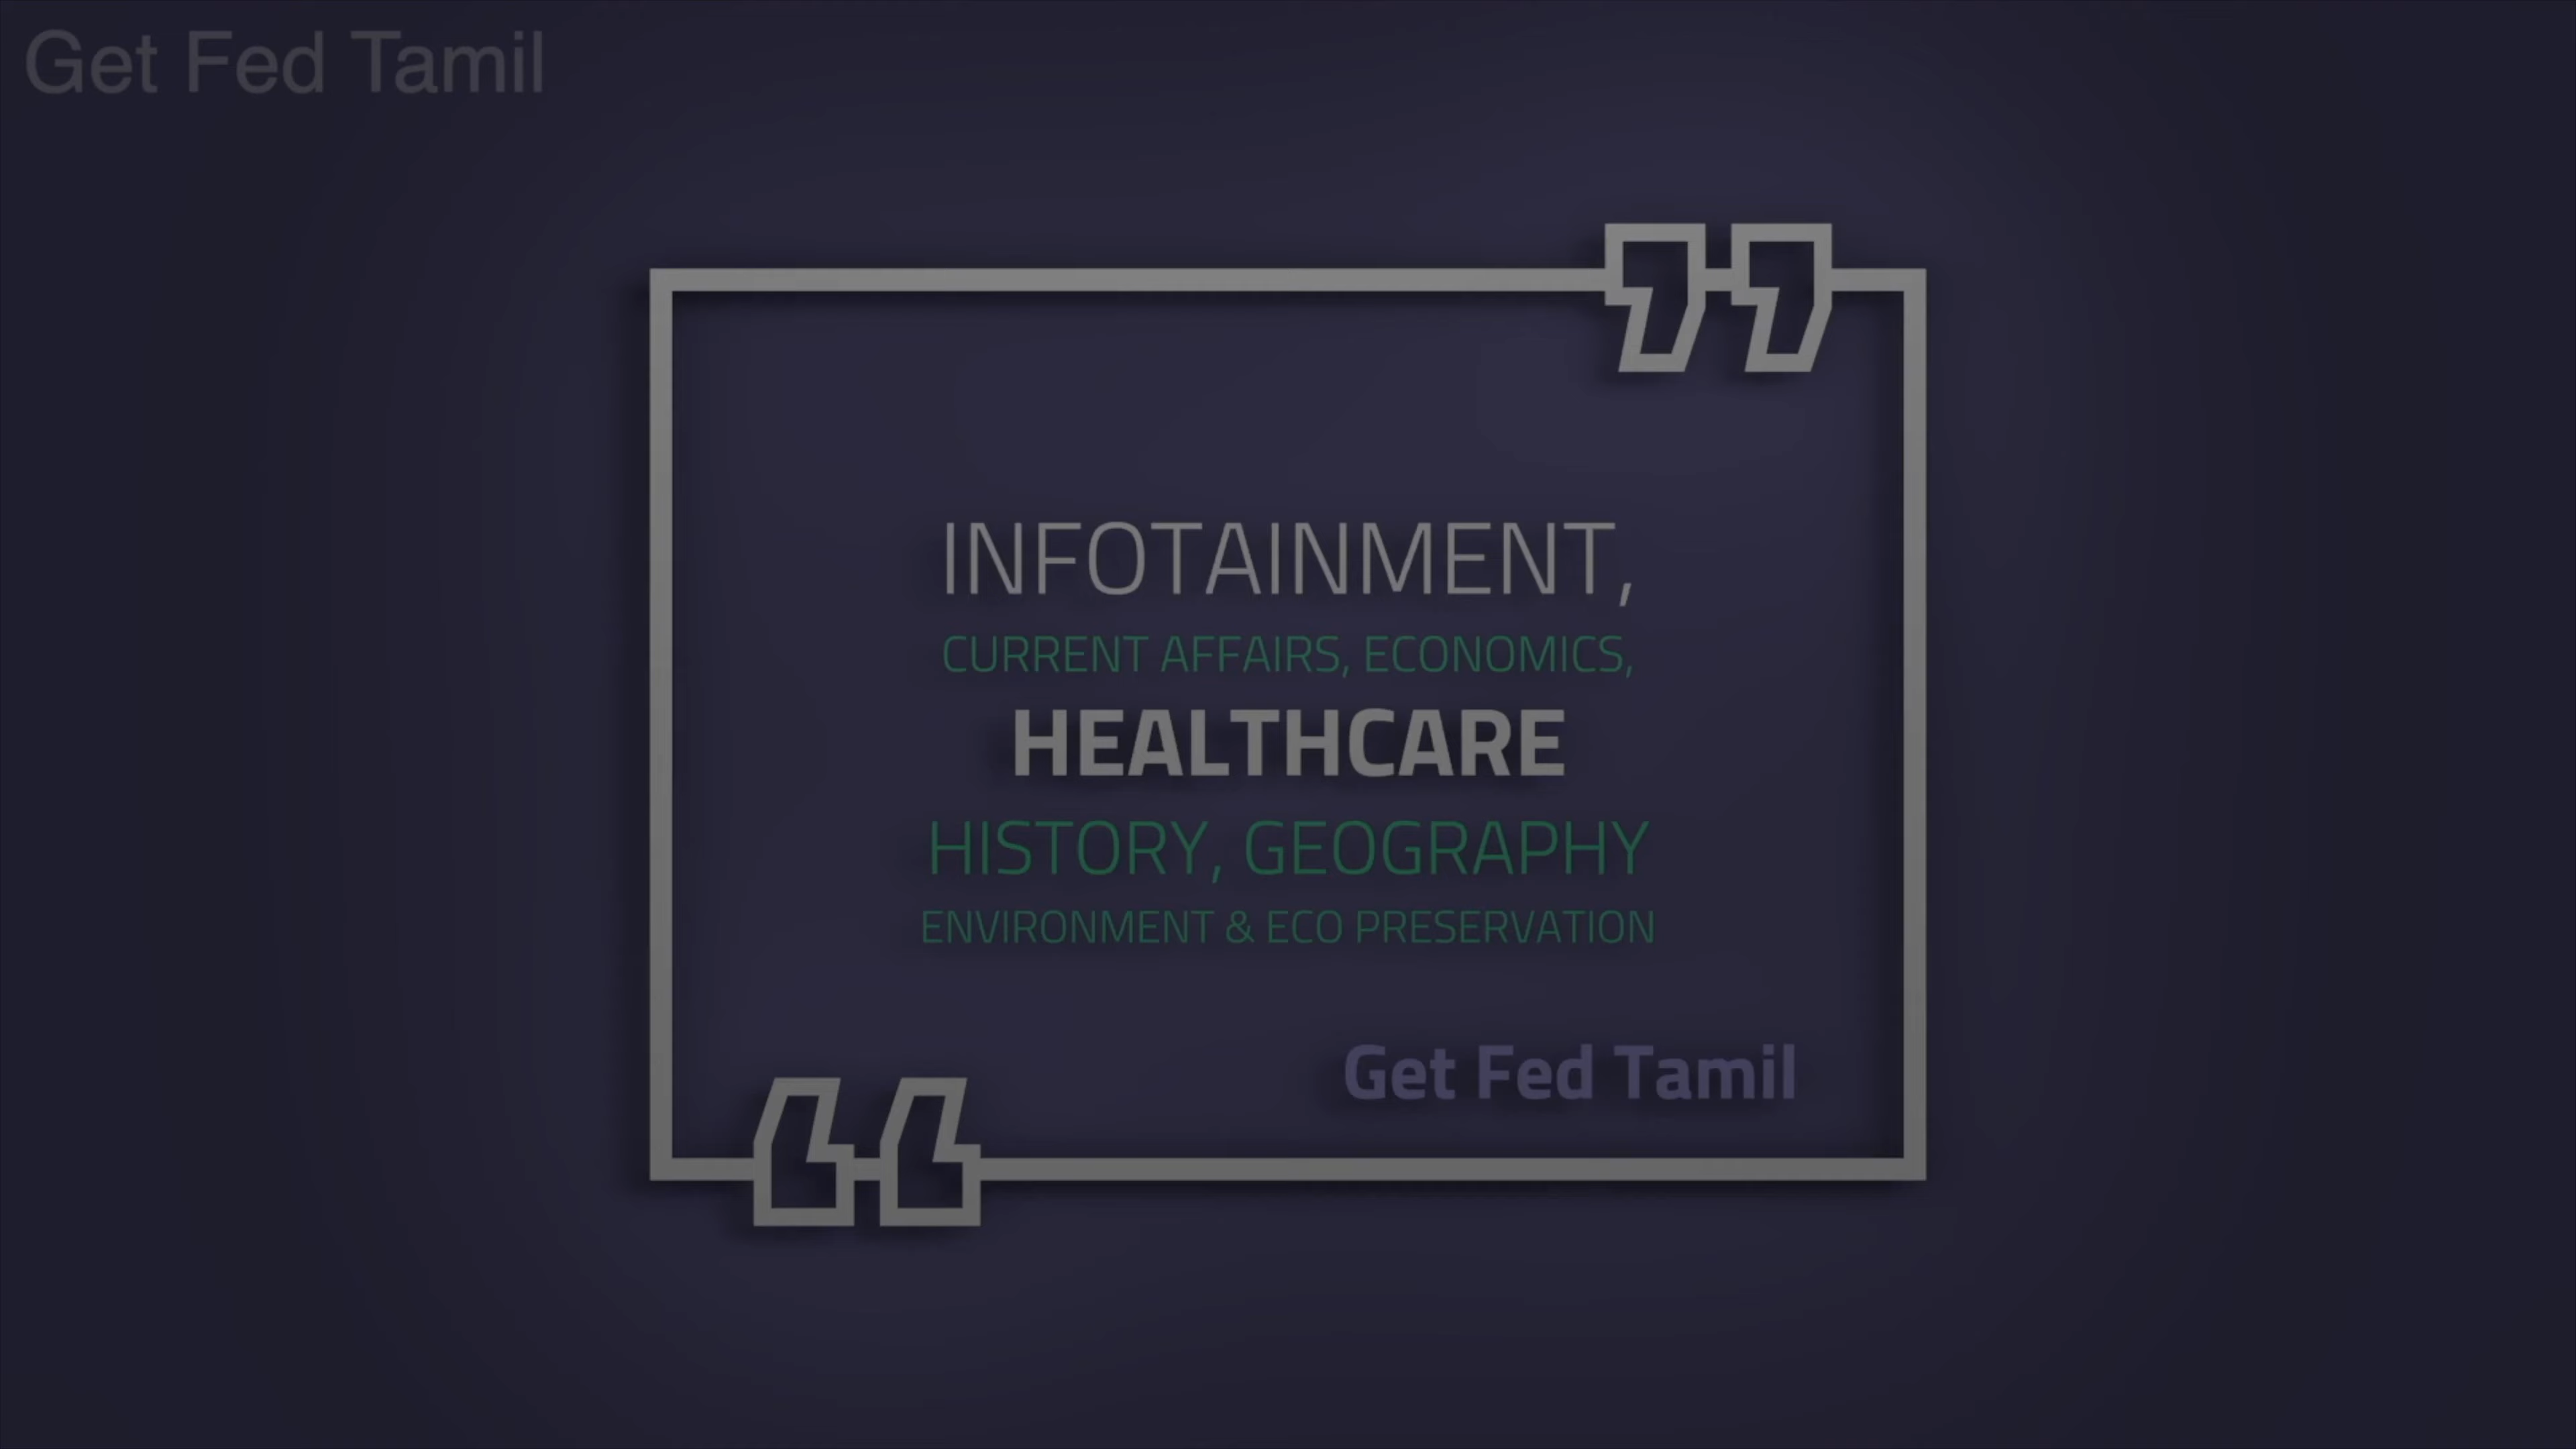 Get Fed Tamil
INFOTAINMENT,
CURRENT AFFAIRS, ECONOMICS,
HEALTHCARE
HISTORY, GEOGRAPHY
ENVIRONMENT & ECO PRESERVATION
Get Fed Tamil